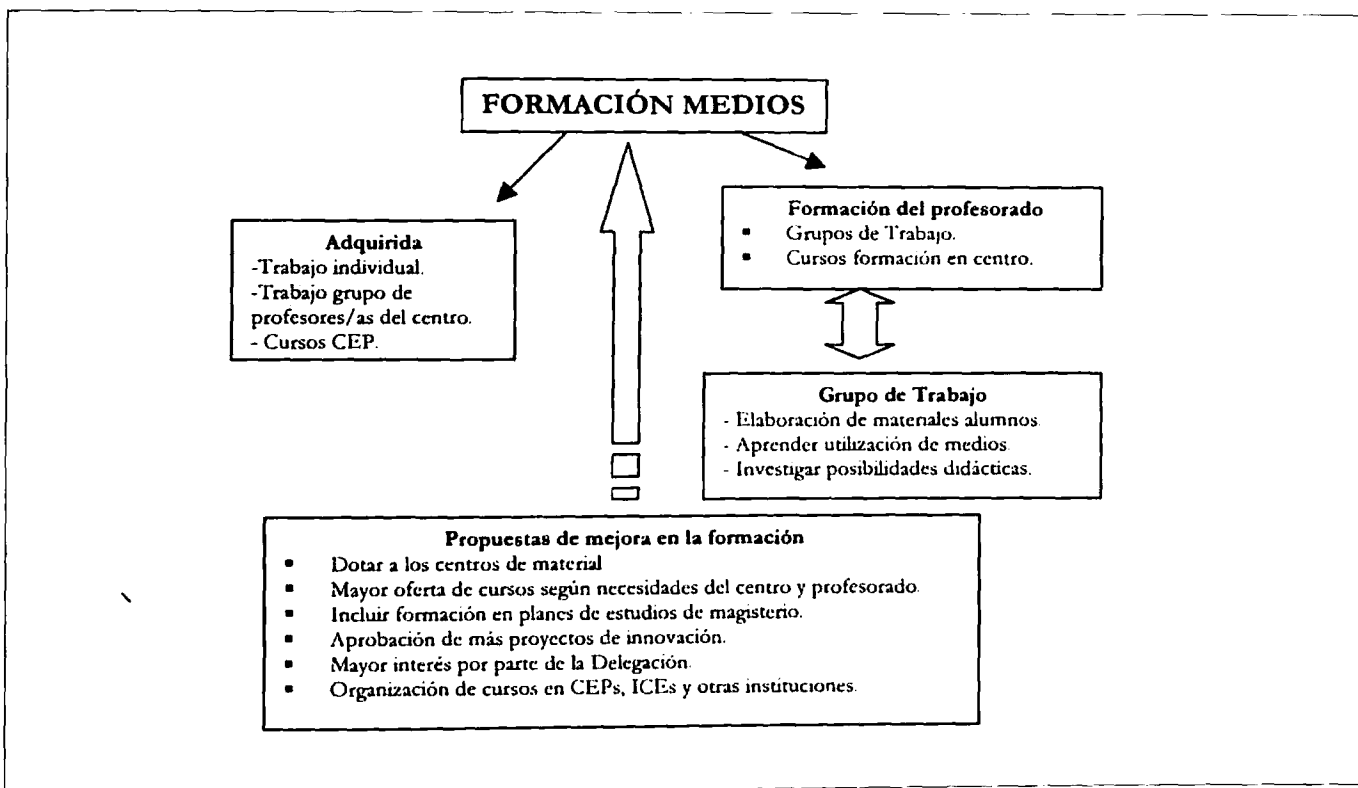 FORMACIÓN MEDIOS
Adquirida
-Trabajo individual.
-Trabajo grupo de
profesores/as del centro.
- Cursos CEP.
Formación del profesorado
▪ Grupos de Trabajo.
▪ Cursos formación en centro.
Grupo de Trabajo
- Elaboración de materiales alumnos.
- Aprender utilización de medios.
- Investigar posibilidades didácticas.
Propuestas de mejora en la formación
▪ Dotar a los centros de material
▪ Mayor oferta de cursos según necesidades del centro y profesorado.
▪ Incluir formación en planes de estudios de magisterio.
▪ Aprobación de más proyectos de innovación.
▪ Mayor interés por parte de la Delegación.
▪ Organización de cursos en CEPs, ICEs y otras instituciones.